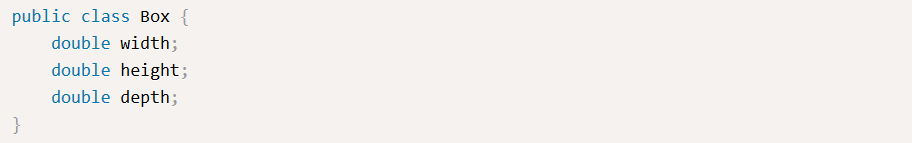 public class Box {
    double width;
    double height;
    double depth;
}